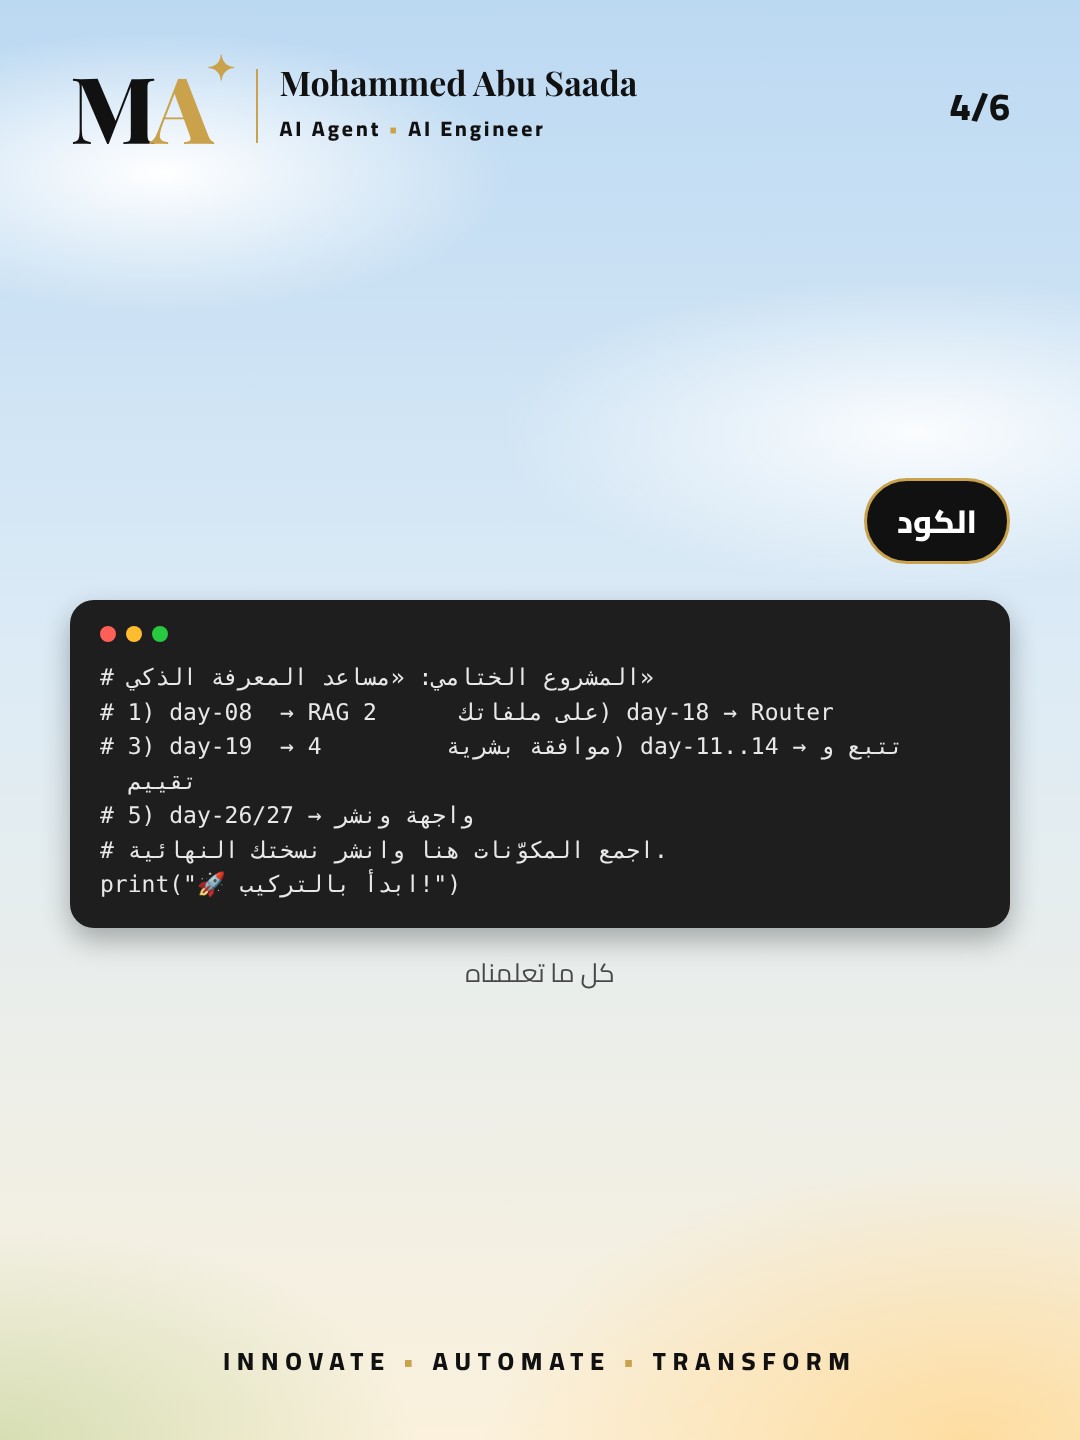 MA
Mohammed Abu Saada
AI Agent ▪ AI Engineer
4/6
الكود
# المشروع الختامي: «مساعد المعرفة الذكي»
# 1) day-08  → RAG على ملفاتك      2) day-18 → Router
# 3) day-19  → موافقة بشرية         4) day-11..14 → تتبع و
تقييم
# 5) day-26/27 → واجهة ونشر
# اجمع المكوّنات هنا وانشر نسختك النهائية.
print("🚀 ابدأ بالتركيب!")
كل ما تعلمناه
INNOVATE ▪ AUTOMATE ▪ TRANSFORM